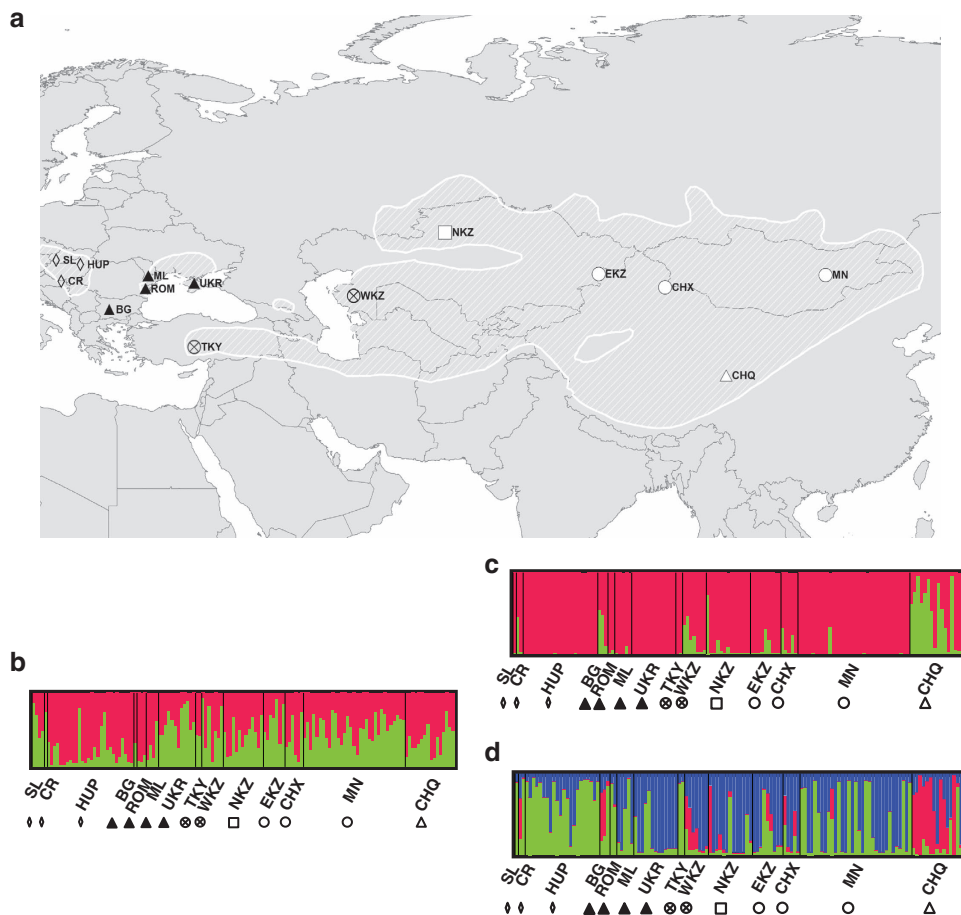 a
NKZ
SL
HUP
CR
ML
ROM
UKR
BG
WKZ
TKY
EKZ
CHX
MN
CHQ
c
SL
CR
HUP
BG
ROM
ML
UKR
TKY
WKZ
NKZ
EKZ
CHX
MN
CHQ
b
SL
CR
HUP
BG
ROM
ML
UKR
TKY
WKZ
NKZ
EKZ
CHX
MN
CHQ
d
SL
CR
HUP
BG
ROM
ML
UKR
TKY
WKZ
NKZ
EKZ
CHX
MN
CHQ